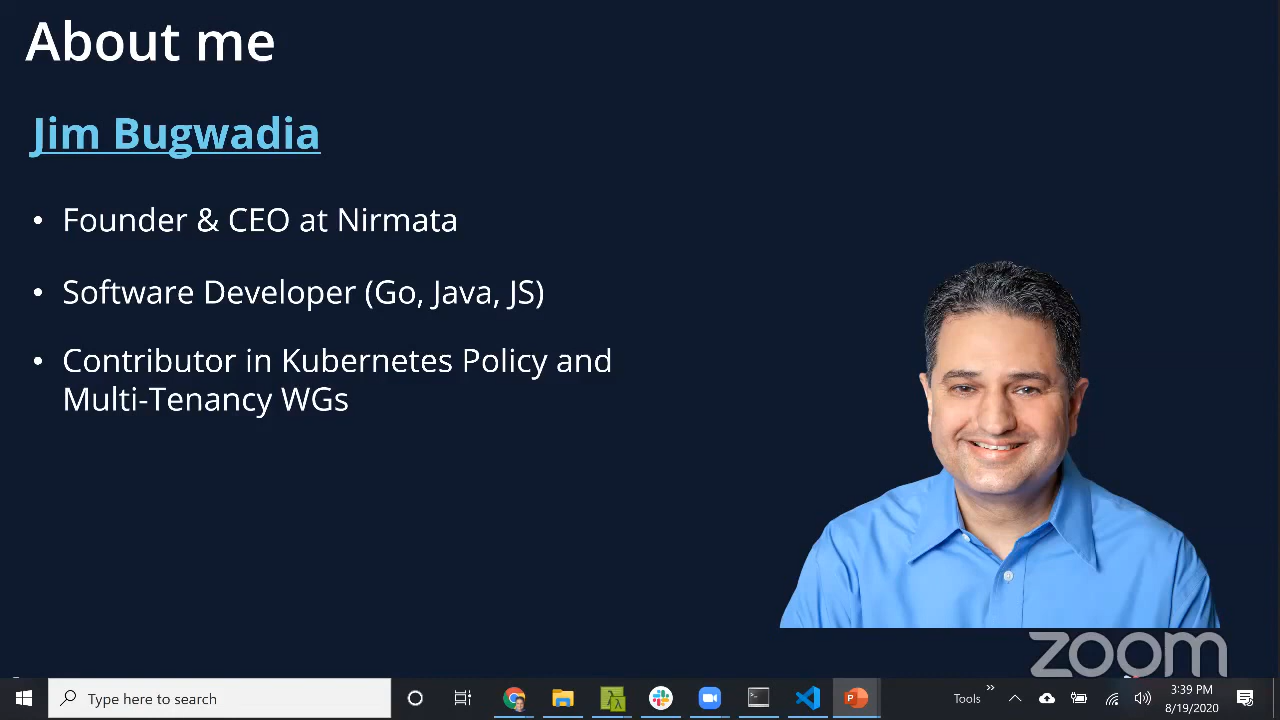 About me
Jim Bugwadia
• Founder & CEO at Nirmata
• Software Developer (Go, Java, JS)
• Contributor in Kubernetes Policy and
Multi-Tenancy WGs
zoom
Type here to search
Tools
3:39 PM
8/19/2020